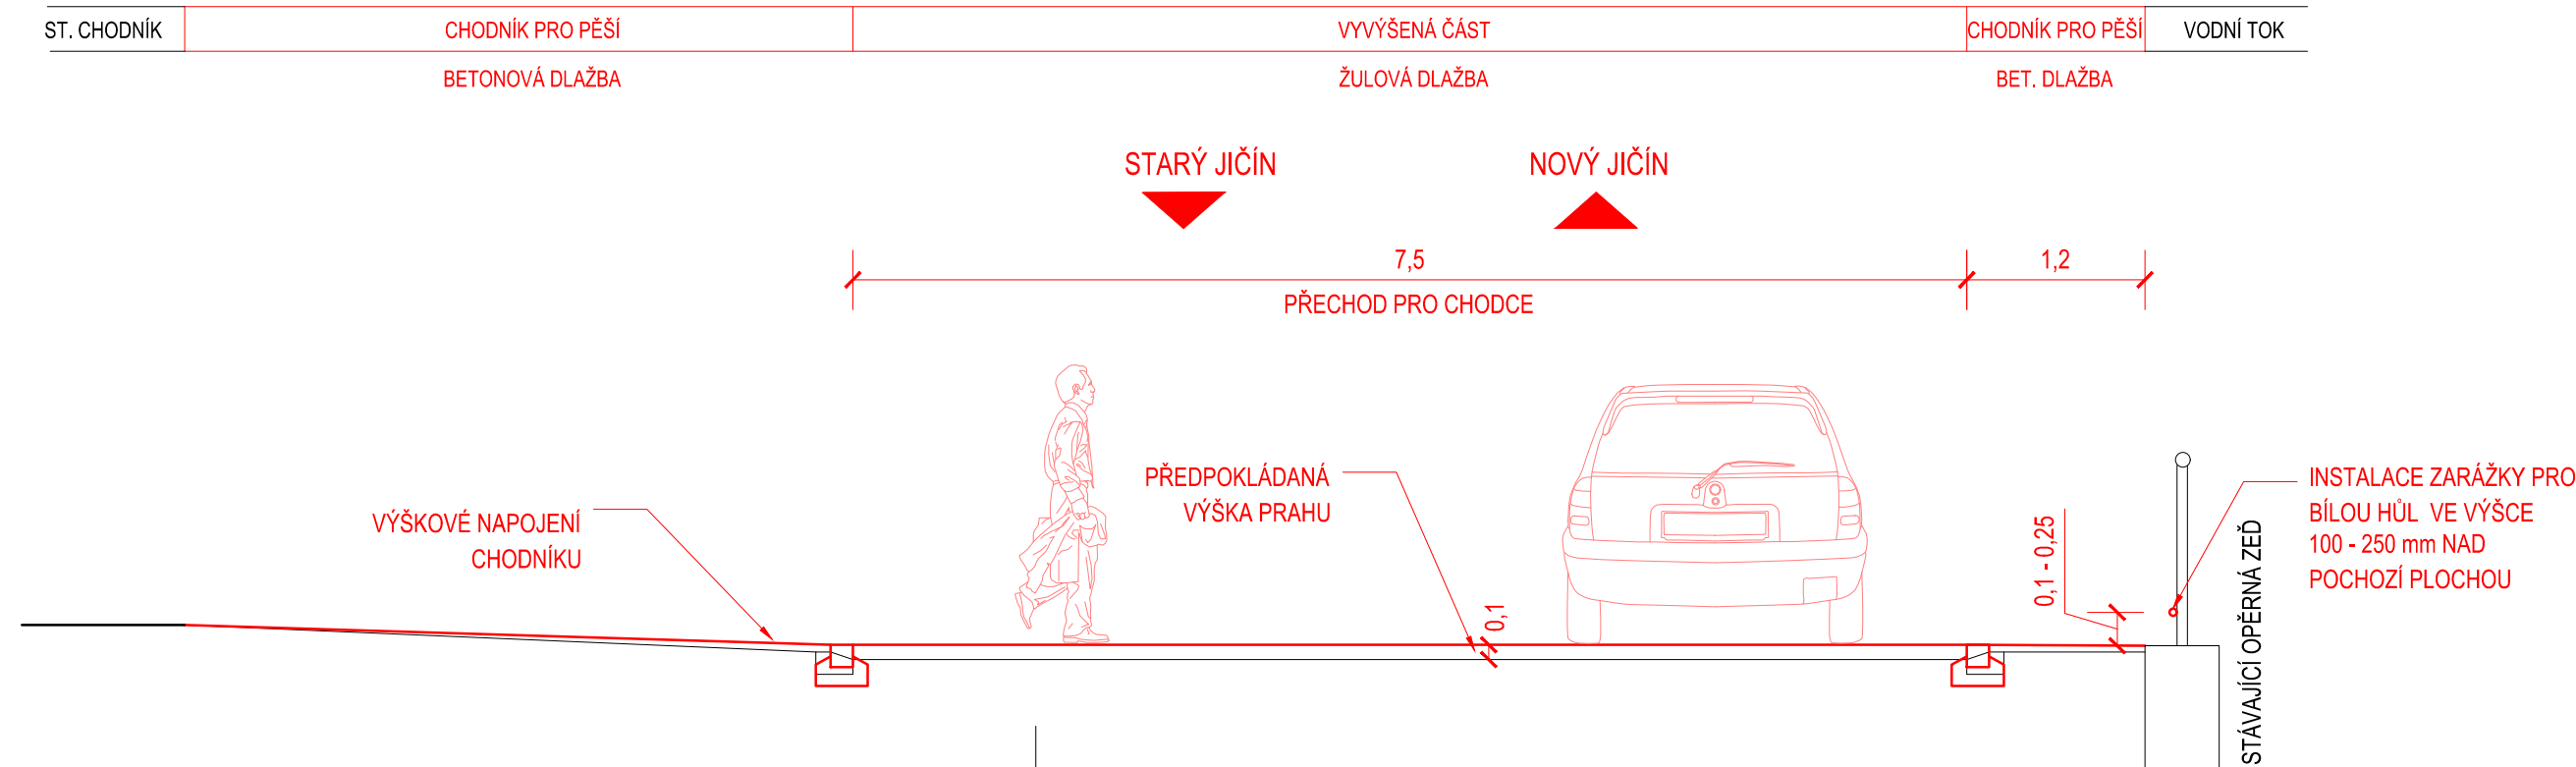 ST. CHODNÍK
CHODNÍK PRO PĚŠÍ
VYVÝŠENÁ ČÁST
CHODNÍK PRO PĚŠÍ
VODNÍ TOK
BETONOVÁ DLAŽBA
ŽULOVÁ DLAŽBA
BET. DLAŽBA
STARÝ JIČÍN
NOVÝ JIČÍN
7,5
1,2
PŘECHOD PRO CHODCE
VÝŠKOVÉ NAPOJENÍ
CHODNÍKU
PŘEDPOKLÁDANÁ
VÝŠKA PRAHU
0,1
0,1 - 0,25
INSTALACE ZARÁŽKY PRO
BÍLOU HŮL VE VÝŠCE
100 - 250 mm NAD
POCHOZÍ PLOCHOU
STÁVAJÍCÍ OPĚRNÁ ZEĎ